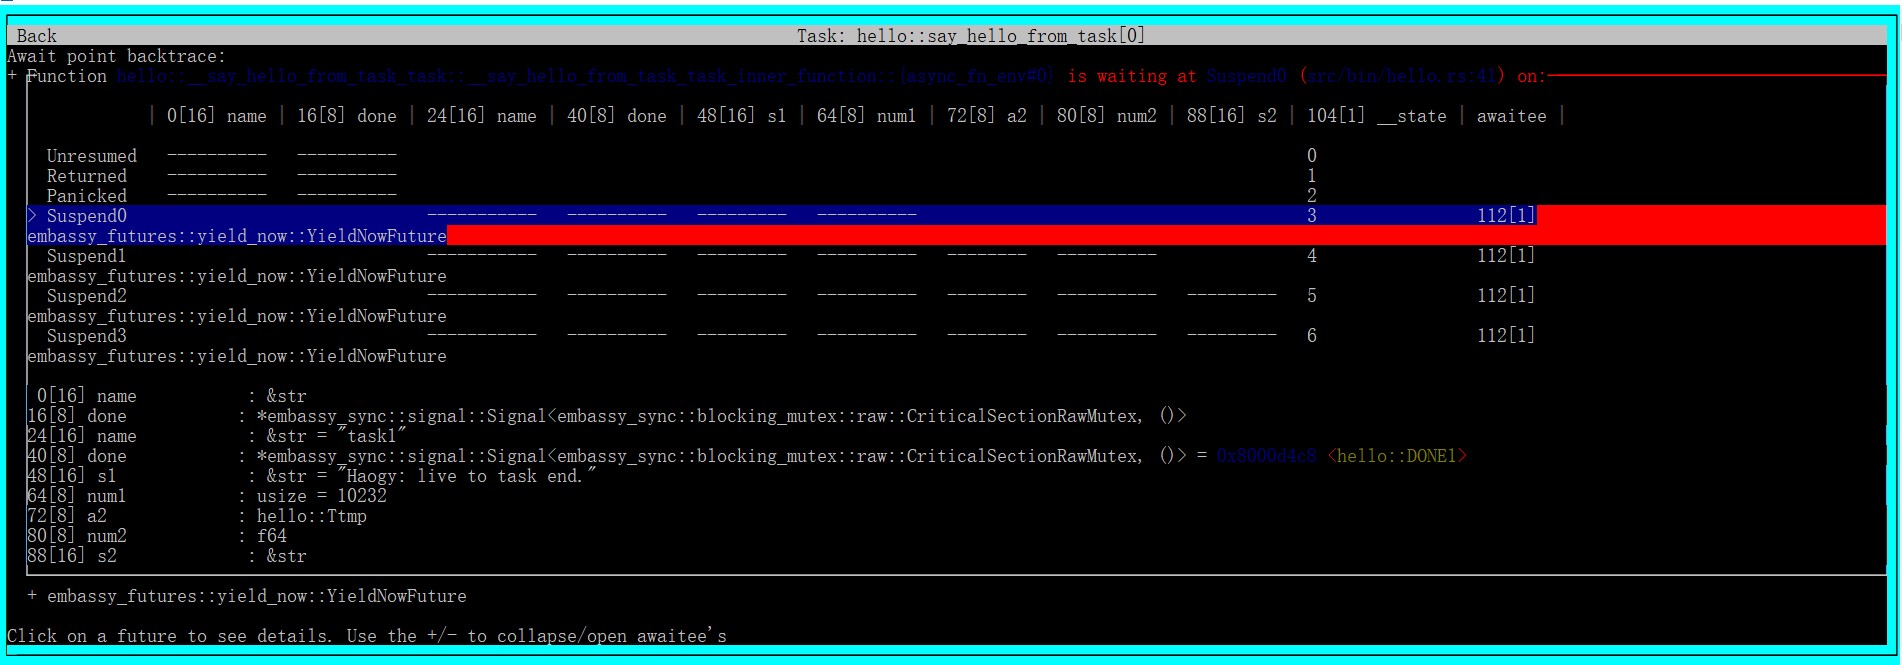 Back Task: hello::say_hello_from_task[0]
Await point backtrace:
+ Function hello::__say_hello_from_task_task::__say_hello_from_task_task_inner_function::{async_fn_env#0} is waiting at Suspend0 (src/bin/hello.rs:41) on:
| 0[16] name | 16[8] done | 24[16] name | 40[8] done | 48[16] s1 | 64[8] num1 | 72[8] a2 | 80[8] num2 | 88[16] s2 | 104[1] __state | awaitee |
Unresumed ---------- ---------- 0
Returned ---------- ---------- 1
Panicked ---------- ---------- 2
> Suspend0 ----------- ---------- --------- ---------- 3 112[1]
embassy_futures::yield_now::YieldNowFuture
Suspend1 ----------- ---------- --------- ---------- -------- ---------- 4 112[1]
embassy_futures::yield_now::YieldNowFuture
Suspend2 ----------- ---------- --------- ---------- -------- ---------- --------- 5 112[1]
embassy_futures::yield_now::YieldNowFuture
Suspend3 ----------- ---------- --------- ---------- -------- ---------- --------- 6 112[1]
embassy_futures::yield_now::YieldNowFuture
0[16] name : &str
16[8] done : *embassy_sync::signal::Signal<embassy_sync::blocking_mutex::raw::CriticalSectionRawMutex, ()>
24[16] name : &str = "task1"
40[8] done : *embassy_sync::signal::Signal<embassy_sync::blocking_mutex::raw::CriticalSectionRawMutex, ()> = 0x8000d4c8 <hello::DONE1>
48[16] s1 : &str = "Haogy: live to task end."
64[8] num1 : usize = 10232
72[8] a2 : hello::Ttmp
80[8] num2 : f64
88[16] s2 : &str
+ embassy_futures::yield_now::YieldNowFuture
Click on a future to see details. Use the +/- to collapse/open awaitee's